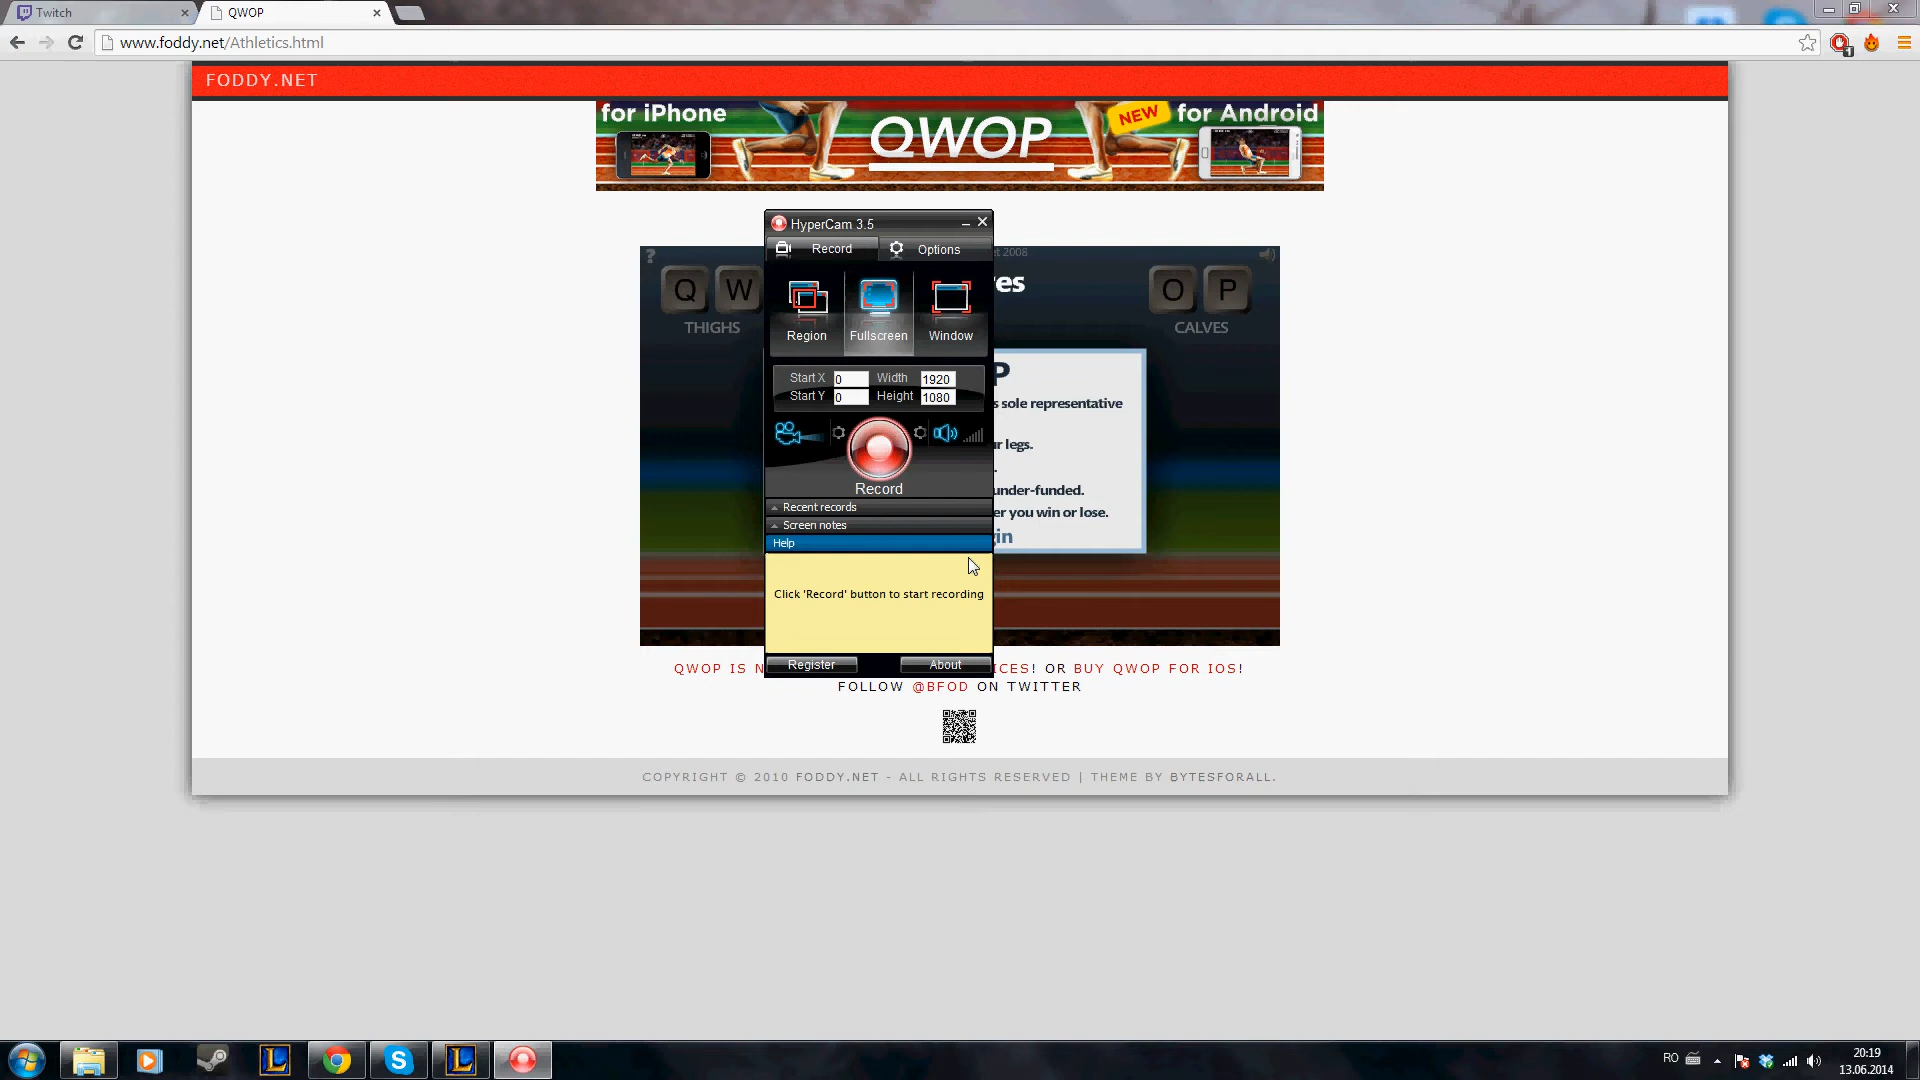 Twitch
QWOP
www.foddy.net/Athletics.html
1
FODDY.NET
for iPhone
QWOP
NEW
for Android
HyperCam 3.5
Record
Options
2008
Q
W
THIGHS
O
P
CALVES
Region
Fullscreen
Window
Start X 0 Width 1920
Start Y 0 Height 1080
P
s sole representative
r legs.
under-funded.
er you win or lose.
Record
Recent records
Screen notes
Help
Click 'Record' button to start recording
Register
About
QWOP IS N
ICES! OR BUY QWOP FOR IOS!
FOLLOW @BFOD ON TWITTER
COPYRIGHT © 2010 FODDY.NET - ALL RIGHTS RESERVED | THEME BY BYTESFORALL.
RO
20:19
13.06.2014